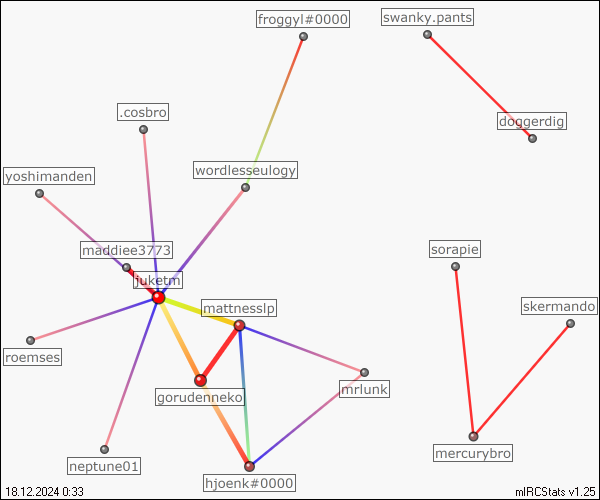 froggyl#0000
swanky.pants
.cosbro
doggerdig
yoshimanden
wordlesseulogy
maddiee3773
sorapie
juketm
mattnesslp
skermando
roemses
mrlunk
gorudenneko
mercurybro
neptune01
hjoenk#0000
18.12.2024 0:33
mIRCStats v1.25